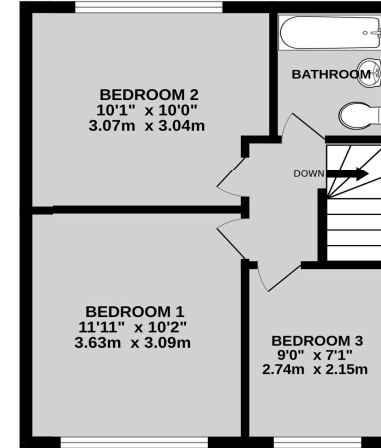 BATHROOM
BEDROOM 2
10'1" x 10'0"
3.07m x 3.04m
DOWN
BEDROOM 1
11'11" x 10'2"
3.63m x 3.09m
BEDROOM 3
9'0" x 7'1"
2.74m x 2.15m